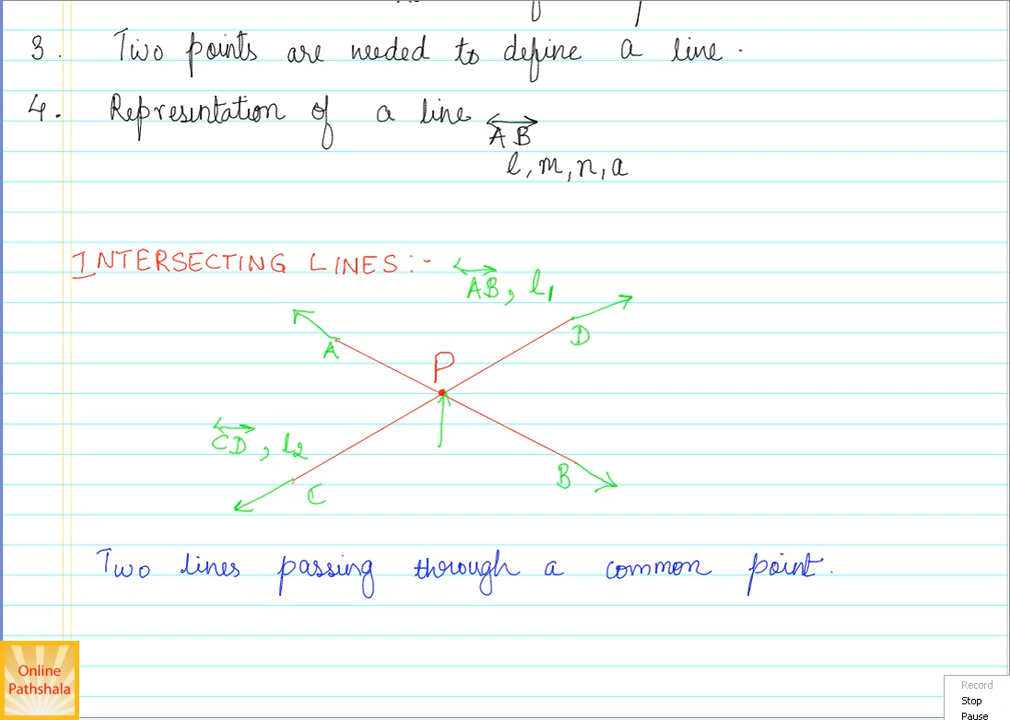 3. Two points are needed to define a line.
4. Representation of a line AB
l, m, n, a
INTERSECTING LINES:-
AB, l1
A
D
P
CD, l2
B
C
Two lines passing through a common point.
Online
Pathshala
Record
Stop
Pause